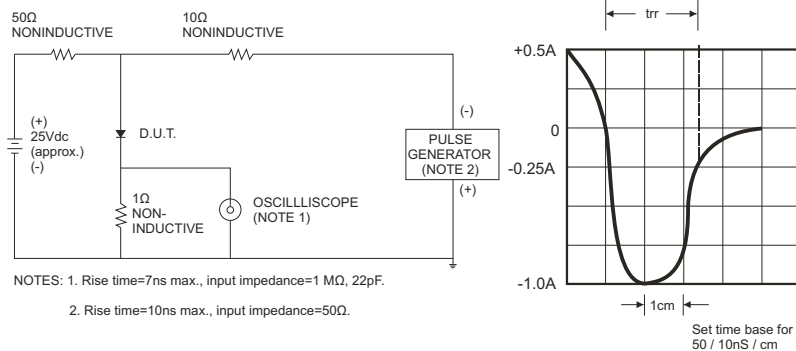 50Ω
NONINDUCTIVE
10Ω
NONINDUCTIVE
(+)
25Vdc
(approx.)
(-)
D.U.T.
1Ω
NON-
INDUCTIVE
OSCILLLISCOPE
(NOTE 1)
(-)
PULSE
GENERATOR
(NOTE 2)
(+)
NOTES: 1. Rise time=7ns max., input impedance=1 MΩ, 22pF.
2. Rise time=10ns max., input impedance=50Ω.
trr
+0.5A
0
-0.25A
-1.0A
1cm
Set time base for
50 / 10nS / cm